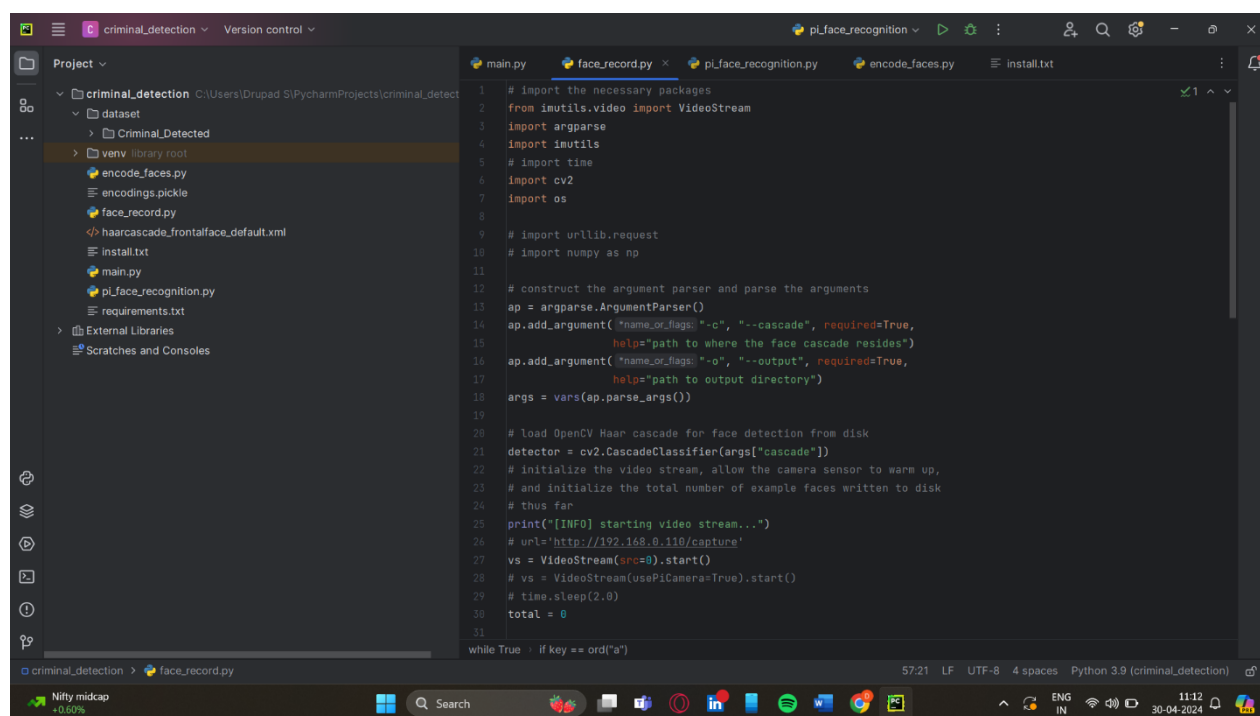 PC
C criminal_detection
Version control
pi_face_recognition
Project
criminal_detection C:\Users\Drupad S\PycharmProjects\criminal_detect
dataset
Criminal_Detected
venv library root
encode_faces.py
encodings.pickle
face_record.py
haarcascade_frontalface_default.xml
install.txt
main.py
pi_face_recognition.py
requirements.txt
External Libraries
Scratches and Consoles
main.py
face_record.py
pi_face_recognition.py
encode_faces.py
install.txt
1
1 # import the necessary packages
2 from imutils.video import VideoStream
3 import argparse
4 import imutils
5 # import time
6 import cv2
7 import os
8
9 # import urllib.request
10 # import numpy as np
11
12 # construct the argument parser and parse the arguments
13 ap = argparse.ArgumentParser()
14 ap.add_argument( *name_or_flags: "-c", "--cascade", required=True,
15 help="path to where the face cascade resides")
16 ap.add_argument( *name_or_flags: "-o", "--output", required=True,
17 help="path to output directory")
18 args = vars(ap.parse_args())
19
20 # load OpenCV Haar cascade for face detection from disk
21 detector = cv2.CascadeClassifier(args["cascade"])
22 # initialize the video stream, allow the camera sensor to warm up,
23 # and initialize the total number of example faces written to disk
24 # thus far
25 print("[INFO] starting video stream...")
26 # url='http://192.168.0.110/capture'
27 vs = VideoStream(src=0).start()
28 # vs = VideoStream(usePiCamera=True).start()
29 # time.sleep(2.0)
30 total = 0
31
while True
if key == ord("a")
criminal_detection > face_record.py
57:21 LF UTF-8 4 spaces Python 3.9 (criminal_detection)
Nifty midcap
+0.60%
Search
ENG
IN
11:12
30-04-2024